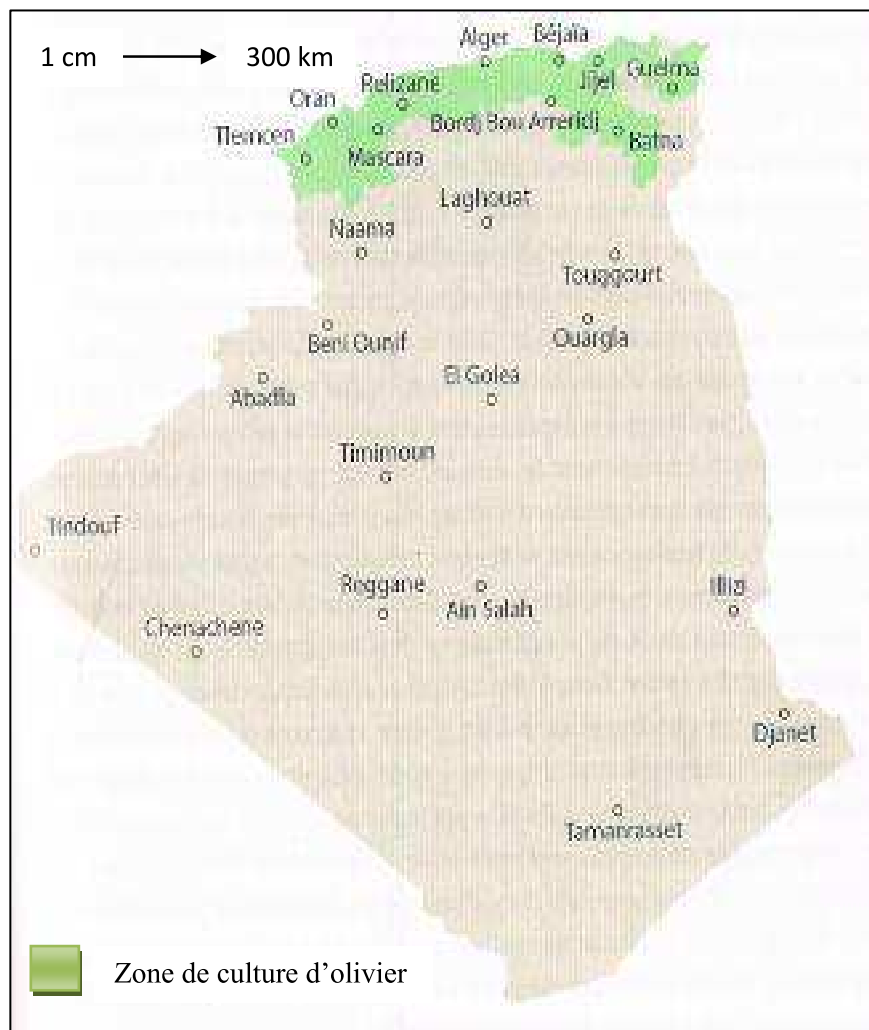 1 cm 300 km
Alger
Béjaïa
Jijel
Guelma
Relizane
Oran
Tlemcen
Mascara
Bordj Bou Arreridj
Batna
Laghouat
Naama
Touggourt
Beni Ounif
Ouargla
Abadla
El Golea
Timimoun
Tindouf
Reggane
Ain Salah
Illizi
Chenachene
Djanet
Tamanrasset
Zone de culture d’olivier